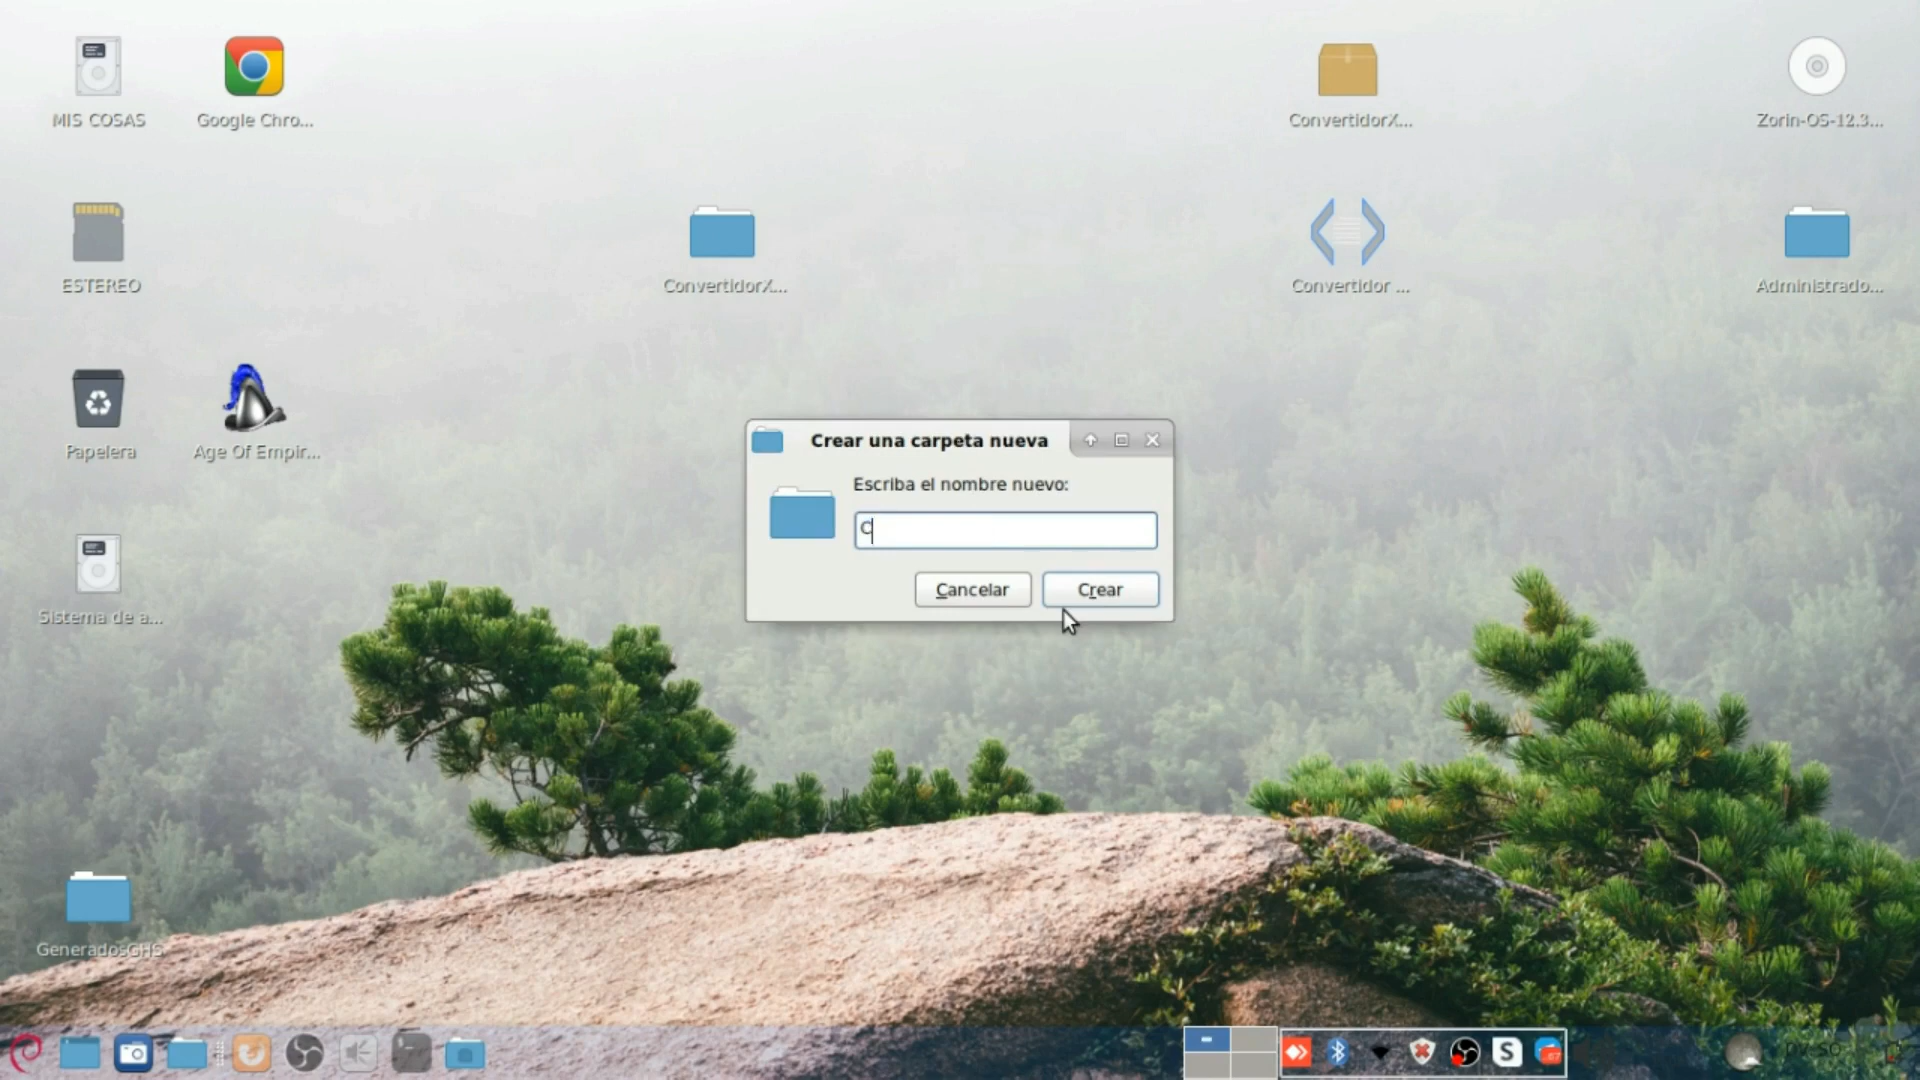 MIS COSAS
Google Chro...
ConvertidorX...
Zorin-OS-12.3...
ESTEREO
ConvertidorX...
Convertidor ...
Administrado...
Papelera
Age Of Empir...
Crear una carpeta nueva
Escriba el nombre nuevo:
C
Cancelar
Crear
Sistema de a...
GeneradosGHS
S